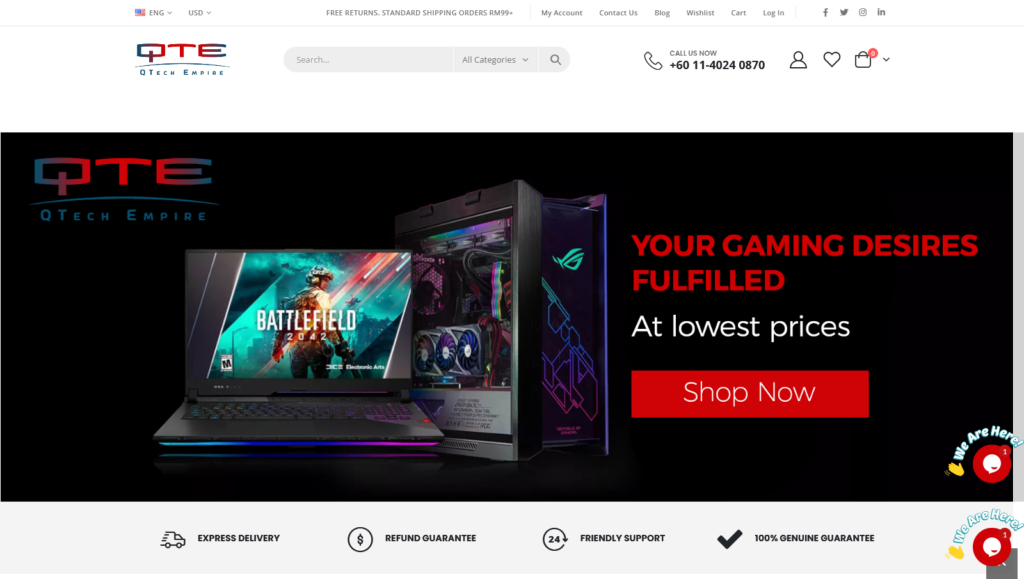 ENG USD FREE RETURNS. STANDARD SHIPPING ORDERS RM99+ My Account Contact Us Blog Wishlist Cart Log In
QTE
QTECH EMPIRE
Search... All Categories
CALL US NOW
+60 11-4024 0870
0
QTE
QTECH EMPIRE
YOUR GAMING DESIRES
FULFILLED
At lowest prices
Shop Now
BATTLEFIELD
2042
M
DICE Electronic Arts
We Are Here!
1
EXPRESS DELIVERY REFUND GUARANTEE 24 FRIENDLY SUPPORT 100% GENUINE GUARANTEE
We Are Here!
1